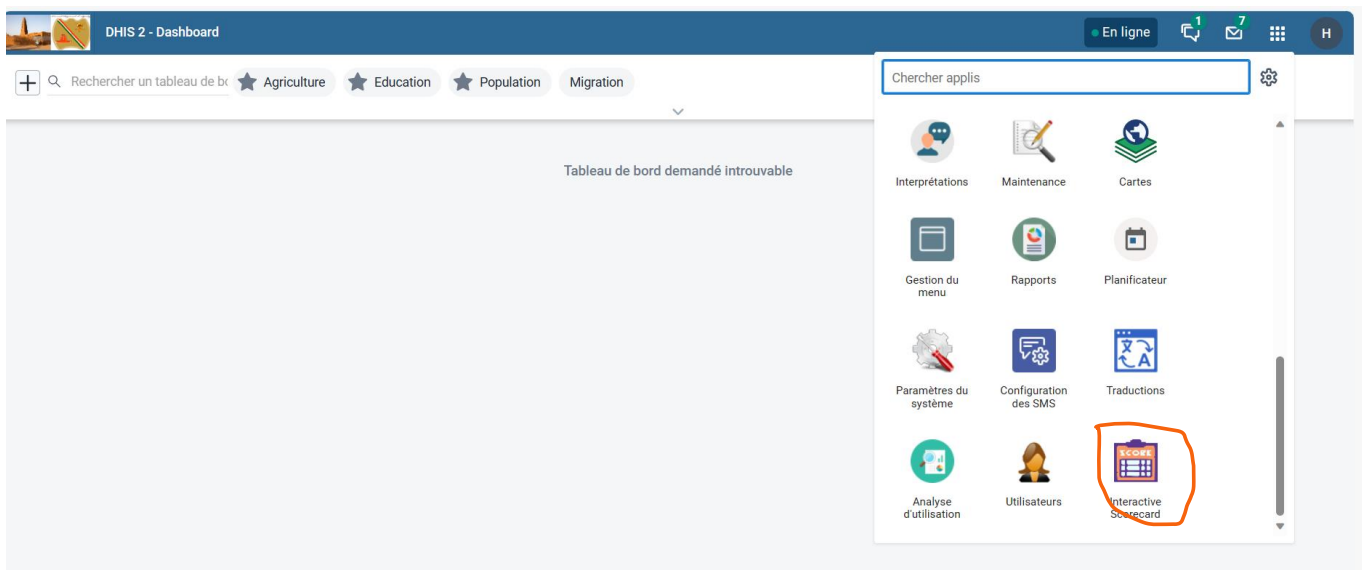 DHIS 2 - Dashboard
En ligne
1
7
H
Rechercher un tableau de bo
Agriculture
Education
Population
Migration
Chercher applis
Tableau de bord demandé introuvable
Interprétations
Maintenance
Cartes
Gestion du
menu
Rapports
Planificateur
Paramètres du
système
Configuration
des SMS
Traductions
SCORE
Analyse
d'utilisation
Utilisateurs
Interactive
Scorecard